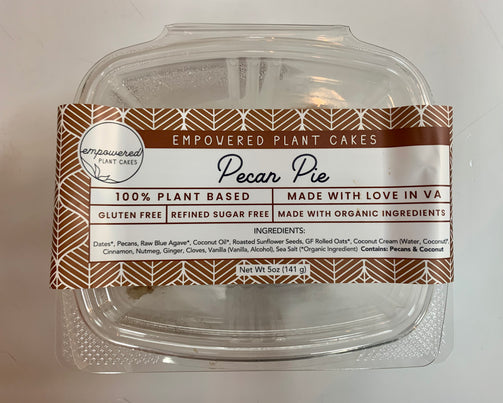 EMPOWERED PLANT CAKES
empowered
PLANT CAKES
Pecan Pie
100% PLANT BASED
MADE WITH LOVE IN VA
GLUTEN FREE
REFINED SUGAR FREE
MADE WITH ORGANIC INGREDIENTS
INGREDIENTS:
Dates*, Pecans, Raw Blue Agave*, Coconut Oil*, Roasted Sunflower Seeds, GF Rolled Oats*, Coconut Cream (Water, Coconut)*,
Cinnamon, Nutmeg, Ginger, Cloves, Vanilla (Vanilla, Alcohol), Sea Salt (*Organic Ingredient) Contains: Pecans & Coconut
Net Wt 5oz (141 g)